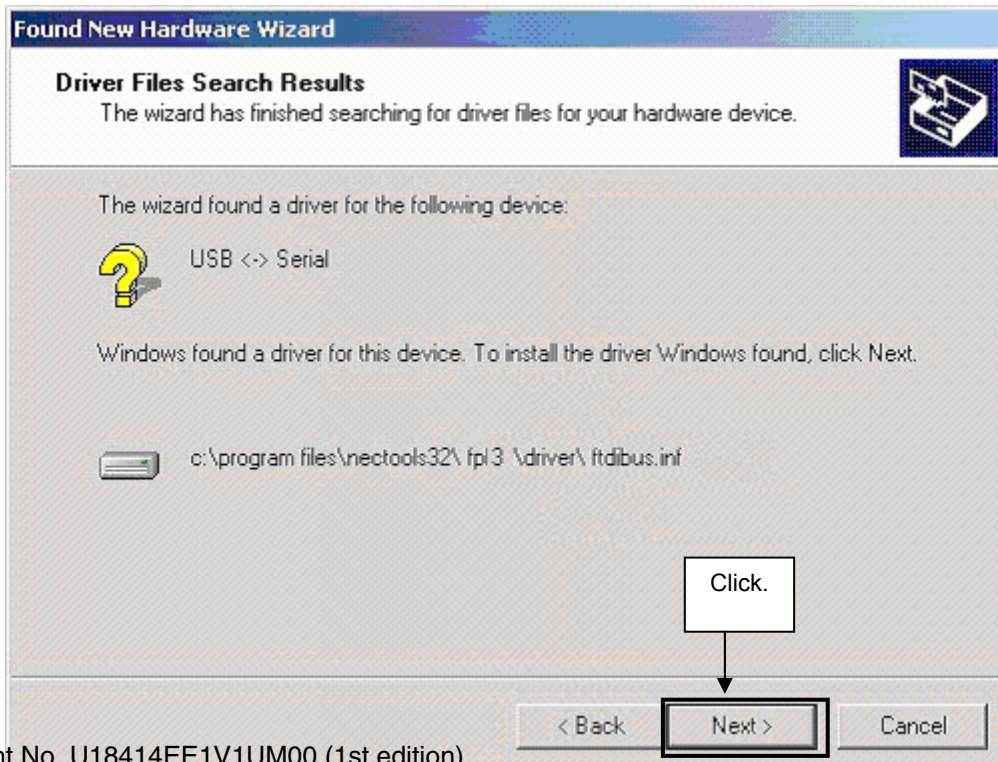 Found New Hardware Wizard
Driver Files Search Results
The wizard has finished searching for driver files for your hardware device.
The wizard found a driver for the following device:
USB <-> Serial
Windows found a driver for this device. To install the driver Windows found, click Next.
c:\program files\nectools32\ fpl3 \driver\ ftdibus.inf
Click.
< Back
Next >
Cancel
No. U18414EE1V1UM00 (1st edition)